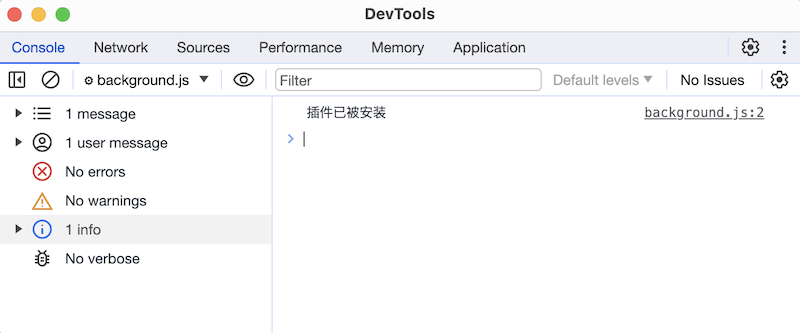 DevTools
Console Network Sources Performance Memory Application
background.js Filter Default levels No Issues
1 message
1 user message
No errors
No warnings
1 info
No verbose
插件已被安装 background.js:2